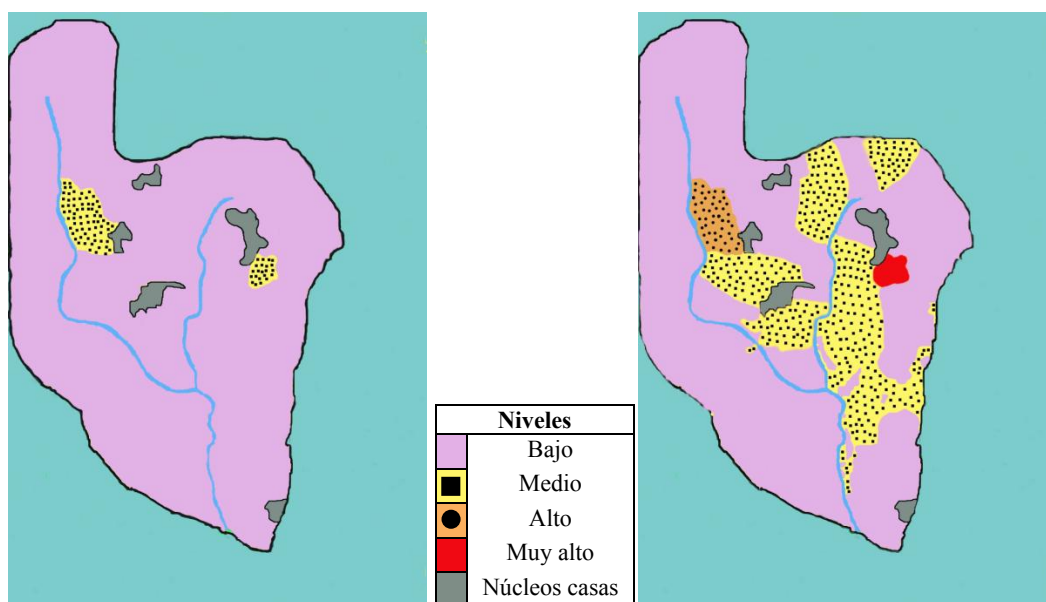 Niveles
Bajo
Medio
Alto
Muy alto
Núcleos casas